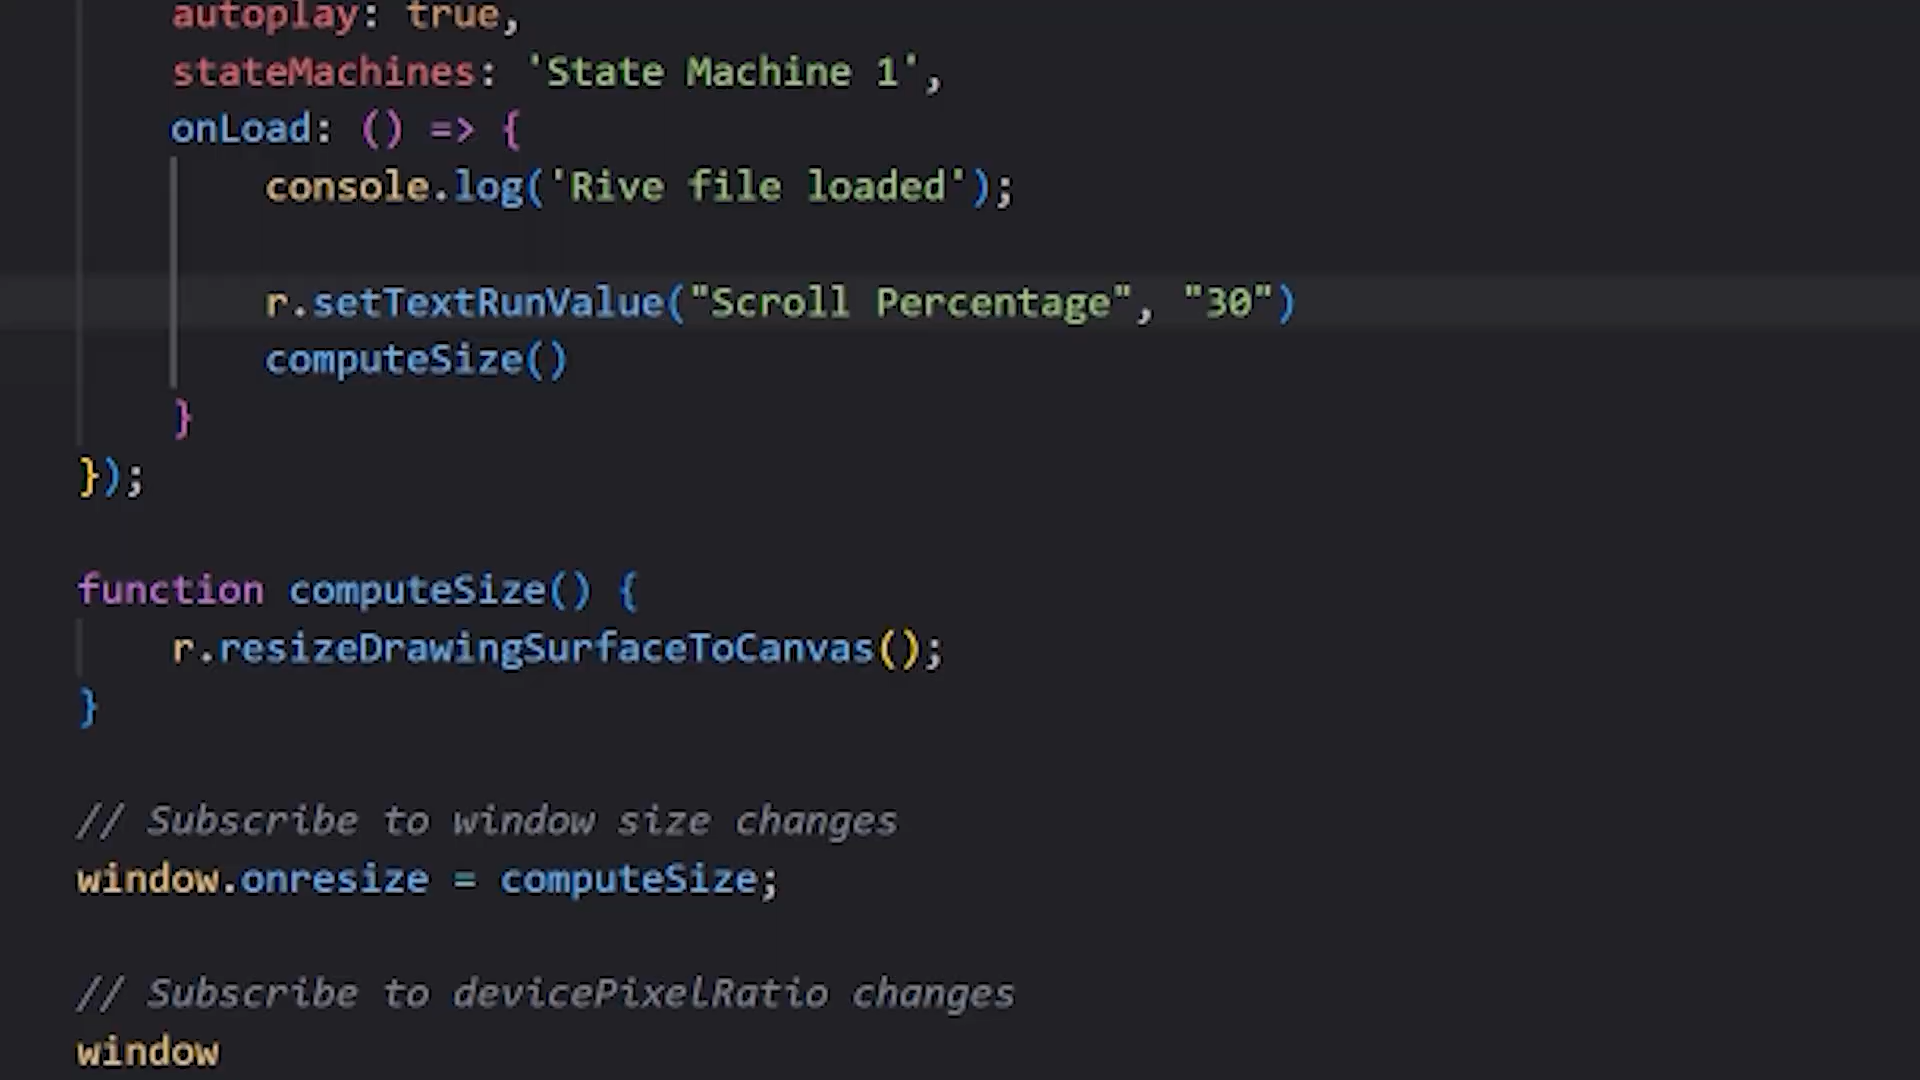 autoplay: true,
stateMachines: 'State Machine 1',
onLoad: () => {
console.log('Rive file loaded');
r.setTextRunValue("Scroll Percentage", "30")
computeSize()
}
});
function computeSize() {
r.resizeDrawingSurfaceToCanvas();
}
// Subscribe to window size changes
window.onresize = computeSize;
// Subscribe to devicePixelRatio changes
window